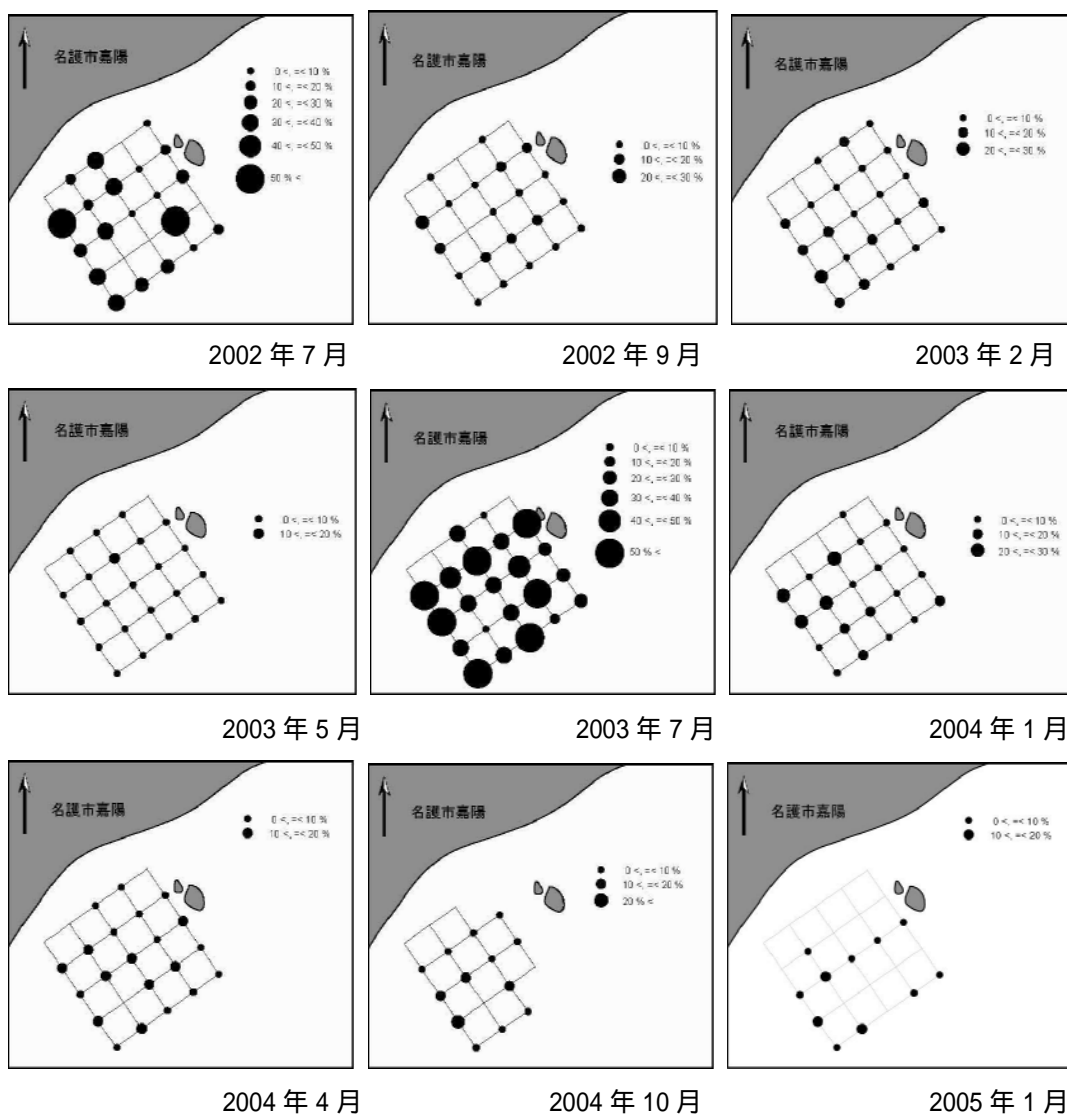 名護市嘉陽
0 <, =< 10 %
10 <, =< 20 %
20 <, =< 30 %
30 <, =< 40 %
40 <, =< 50 %
50 % <
2002 年 7 月
名護市嘉陽
0 <, =< 10 %
10 <, =< 20 %
20 <, =< 30 %
2002 年 9 月
名護市嘉陽
0 <, =< 10 %
10 <, =< 20 %
20 <, =< 30 %
2003 年 2 月
名護市嘉陽
0 <, =< 10 %
10 <, =< 20 %
2003 年 5 月
名護市嘉陽
0 <, =< 10 %
10 <, =< 20 %
20 <, =< 30 %
30 <, =< 40 %
40 <, =< 50 %
50 % <
2003 年 7 月
名護市嘉陽
0 <, =< 10 %
10 <, =< 20 %
20 <, =< 30 %
2004 年 1 月
名護市嘉陽
0 <, =< 10 %
10 <, =< 20 %
2004 年 4 月
名護市嘉陽
0 <, =< 10 %
10 <, =< 20 %
20 % <
2004 年 10 月
名護市嘉陽
0 <, =< 10 %
10 <, =< 20 %
2005 年 1 月